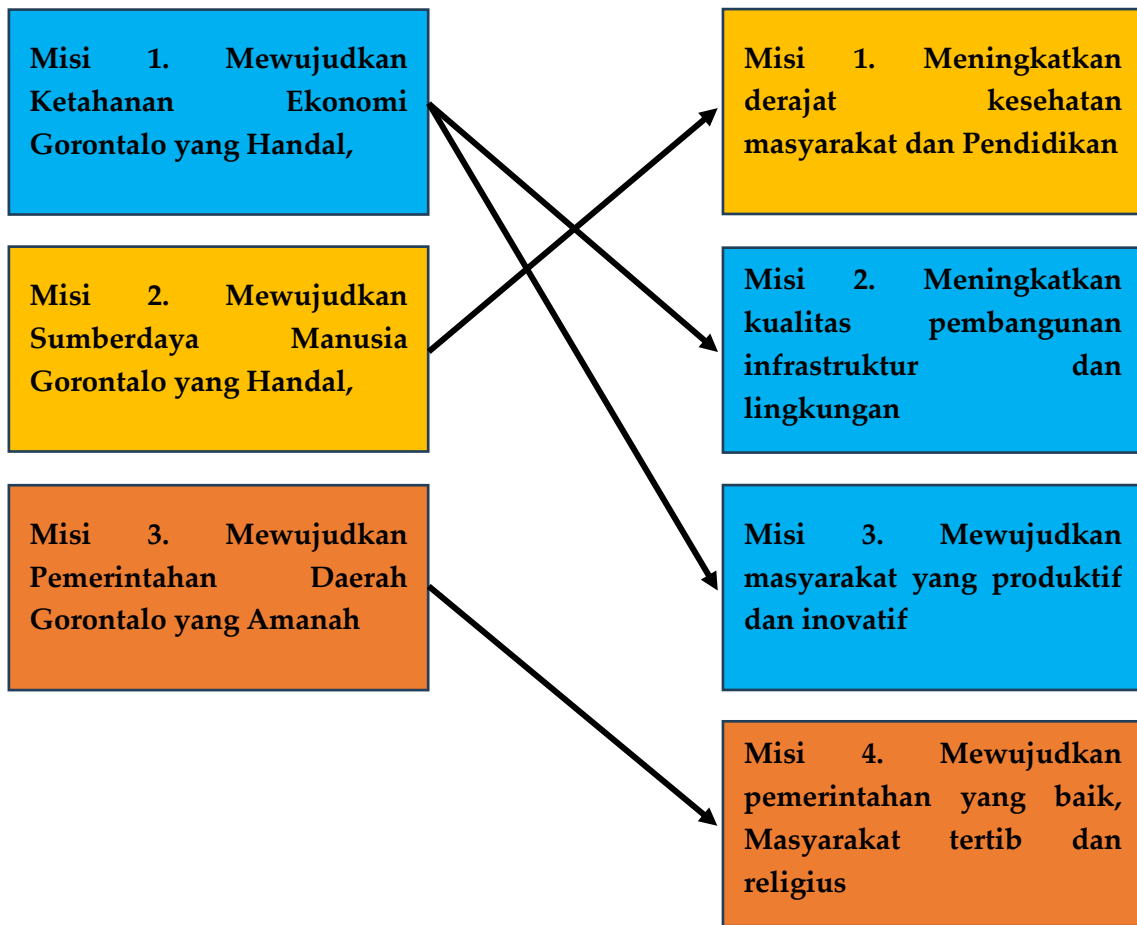 Misi 1. Mewujudkan
Ketahanan Ekonomi
Gorontalo yang Handal,
Misi 2. Mewujudkan
Sumberdaya Manusia
Gorontalo yang Handal,
Misi 3. Mewujudkan
Pemerintahan Daerah
Gorontalo yang Amanah
Misi 1. Meningkatkan
derajat kesehatan
masyarakat dan Pendidikan
Misi 2. Meningkatkan
kualitas pembangunan
infrastruktur dan
lingkungan
Misi 3. Mewujudkan
masyarakat yang produktif
dan inovatif
Misi 4. Mewujudkan
pemerintahan yang baik,
Masyarakat tertib dan
religius